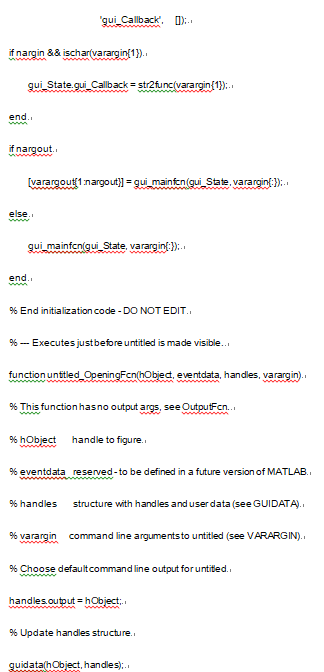 'gui_Callback', []);
if nargin && ischar(varargin{1})
gui_State.gui_Callback = str2func(varargin{1});
end
if nargout
[varargout{1:nargout}] = gui_mainfcn(gui_State, varargin{:});
else
gui_mainfcn(gui_State, varargin{:});
end
% End initialization code - DO NOT EDIT
% --- Executes just before untitled is made visible.
function untitled_OpeningFcn(hObject, eventdata, handles, varargin)
% This function has no output args, see OutputFcn.
% hObject handle to figure
% eventdata reserved - to be defined in a future version of MATLAB
% handles structure with handles and user data (see GUIDATA)
% varargin command line arguments to untitled (see VARARGIN)
% Choose default command line output for untitled
handles.output = hObject;
% Update handles structure
guidata(hObject, handles);